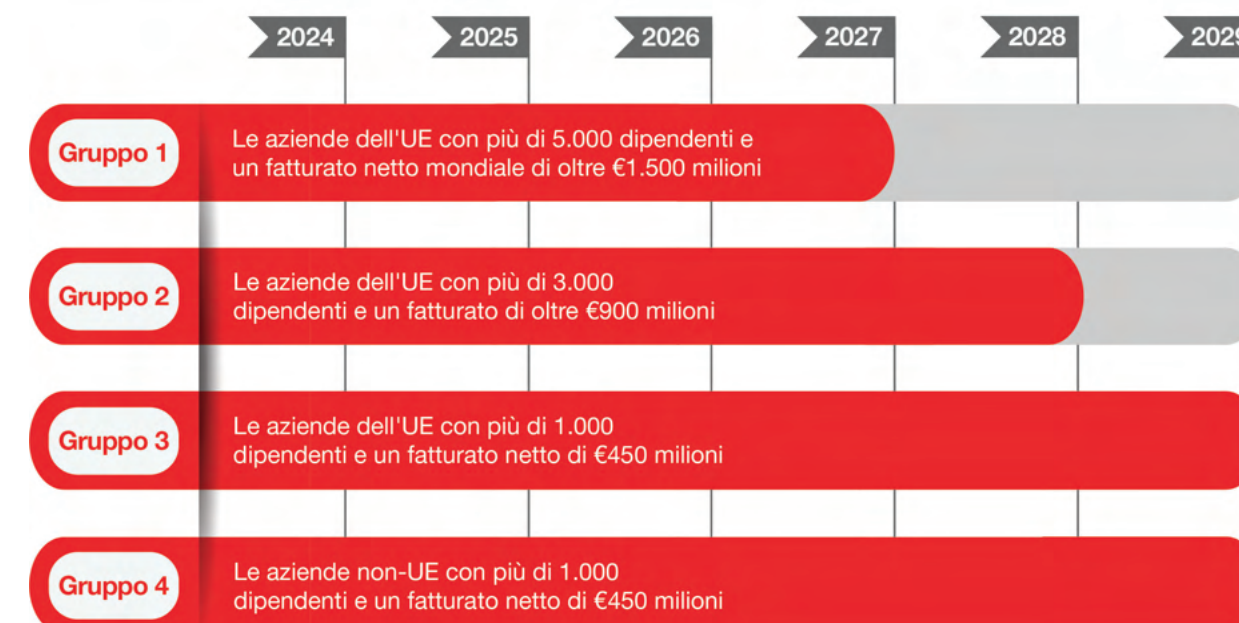 2024 2025 2026 2027 2028 2029
Gruppo 1
Le aziende dell'UE con più di 5.000 dipendenti e
un fatturato netto mondiale di oltre €1.500 milioni
Gruppo 2
Le aziende dell'UE con più di 3.000
dipendenti e un fatturato di oltre €900 milioni
Gruppo 3
Le aziende dell'UE con più di 1.000
dipendenti e un fatturato netto di €450 milioni
Gruppo 4
Le aziende non-UE con più di 1.000
dipendenti e un fatturato netto di €450 milioni